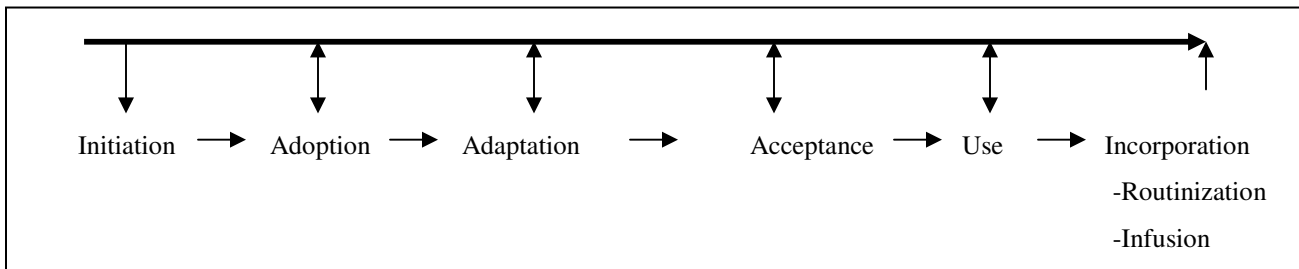 Initiation Adoption Adaptation Acceptance Use Incorporation
-Routinization
-Infusion